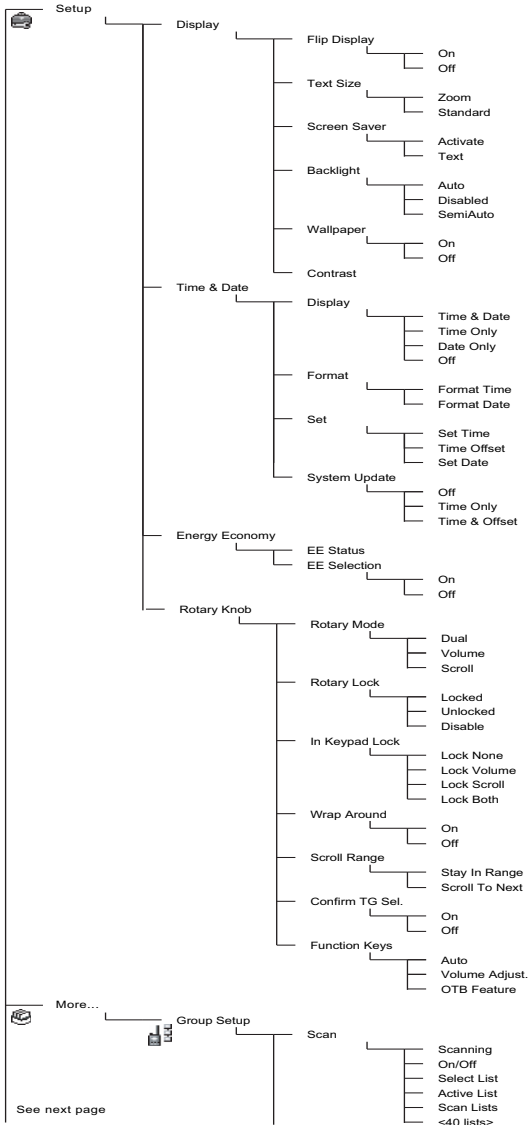 Setup
Display
Flip Display
On
Off
Text Size
Zoom
Standard
Screen Saver
Activate
Text
Backlight
Auto
Disabled
SemiAuto
Wallpaper
On
Off
Contrast
Time & Date
Display
Time & Date
Time Only
Date Only
Off
Format
Format Time
Format Date
Set
Set Time
Time Offset
Set Date
System Update
Off
Time Only
Time & Offset
Energy Economy
EE Status
EE Selection
On
Off
Rotary Knob
Rotary Mode
Dual
Volume
Scroll
Rotary Lock
Locked
Unlocked
Disable
In Keypad Lock
Lock None
Lock Volume
Lock Scroll
Lock Both
Wrap Around
On
Off
Scroll Range
Stay In Range
Scroll To Next
Confirm TG Sel.
On
Off
Function Keys
Auto
Volume Adjust.
OTB Feature
More...
Group Setup
Scan
Scanning
On/Off
Select List
Active List
Scan Lists
<40 lists>
See next page